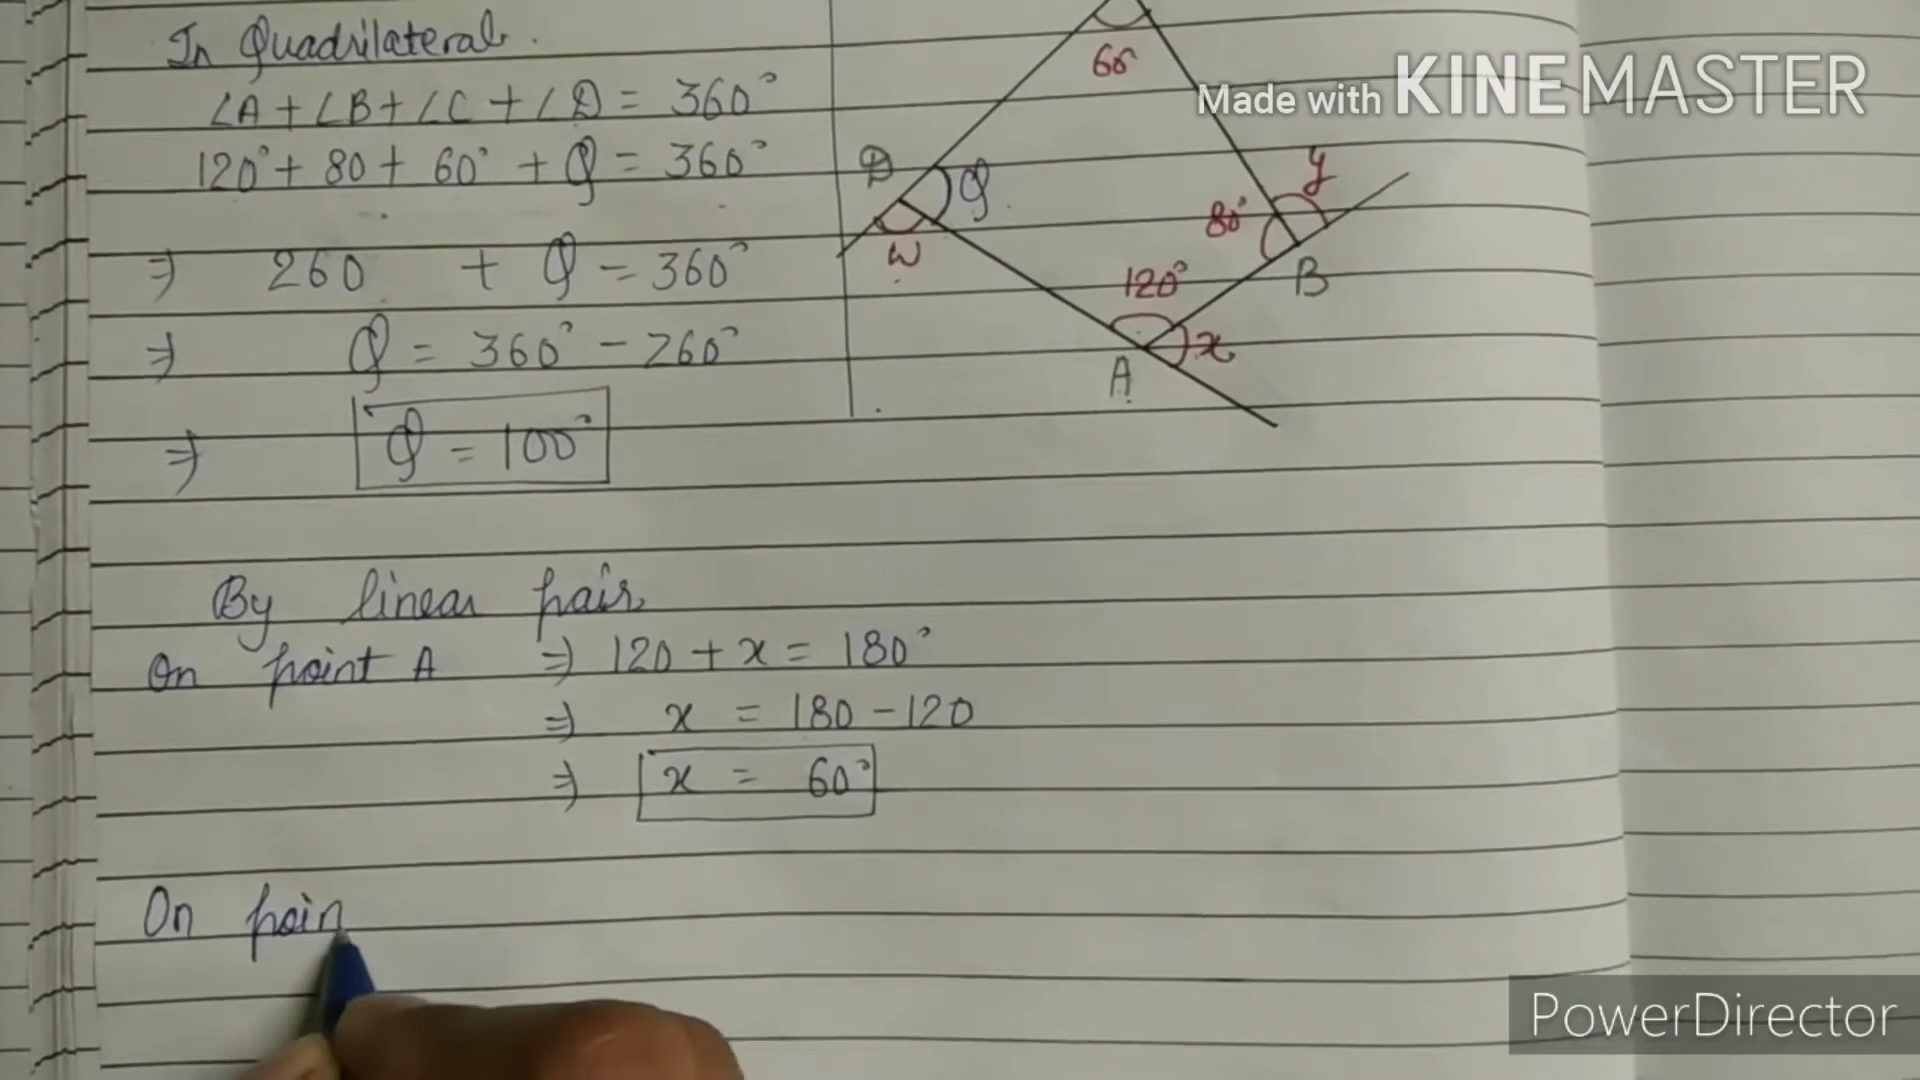 In Quadrilateral.
∠A + ∠B + ∠C + ∠D = 360°
120° + 80 + 60° + Q = 360°
⇒ 260 + Q = 360°
⇒ Q = 360° - 260°
⇒ Q = 100°
By linear pair
On point A ⇒ 120 + x = 180°
⇒ x = 180 - 120
⇒ x = 60°
On poin
60°
Made with KINEMASTER
D
Q
w
80°
y
B
120°
x
A
PowerDirector